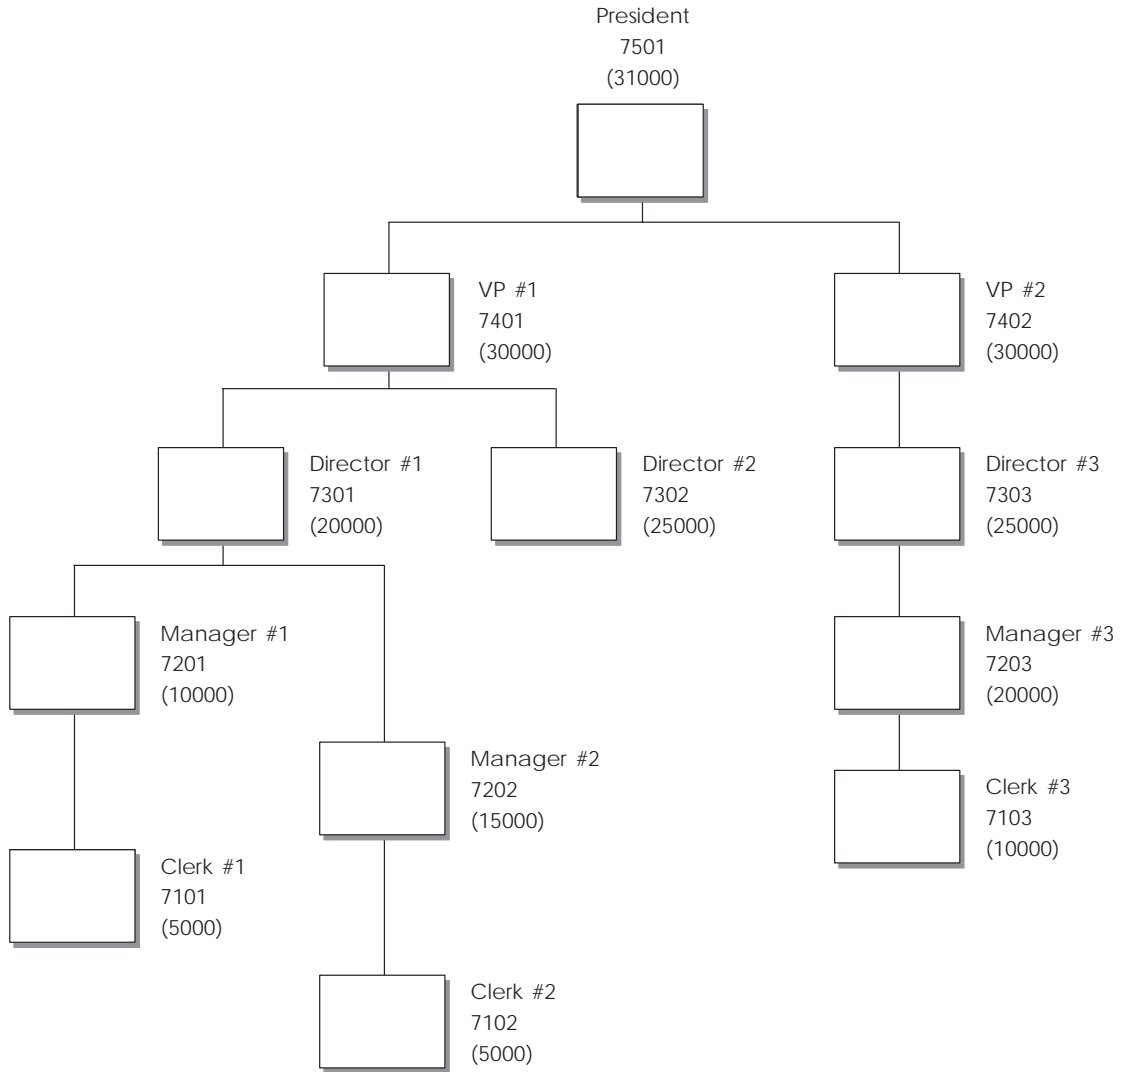 President
7501
(31000)
VP #1
7401
(30000)
VP #2
7402
(30000)
Director #1
7301
(20000)
Director #2
7302
(25000)
Director #3
7303
(25000)
Manager #1
7201
(10000)
Manager #3
7203
(20000)
Manager #2
7202
(15000)
Clerk #3
7103
(10000)
Clerk #1
7101
(5000)
Clerk #2
7102
(5000)